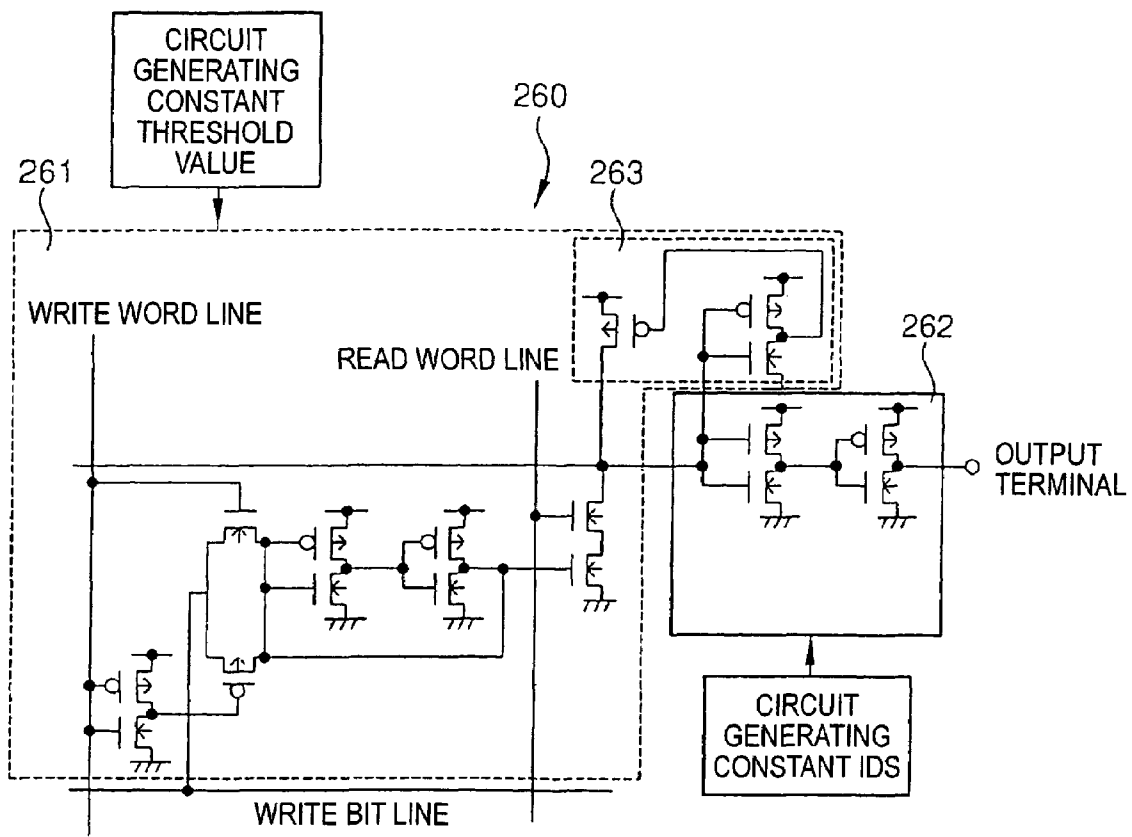 CIRCUIT
GENERATING
CONSTANT
THRESHOLD
VALUE
260
261
263
WRITE WORD LINE
READ WORD LINE
262
OUTPUT
TERMINAL
CIRCUIT
GENERATING
CONSTANT IDS
WRITE BIT LINE